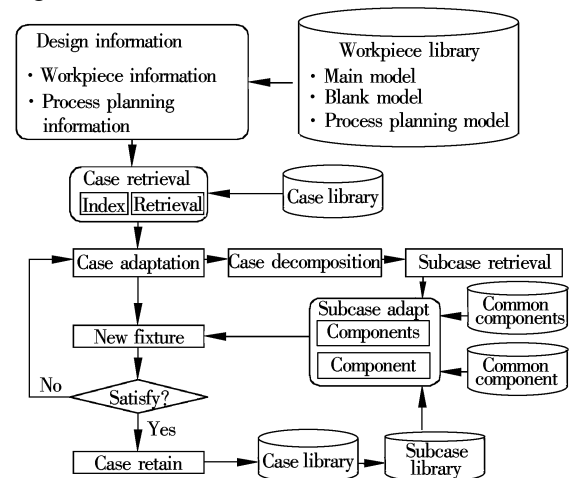 Design information
· Workpiece information
· Process planning
information
Workpiece library
· Main model
· Blank model
· Process planning model
Case retrieval
Index
Retrieval
Case library
Case adaptation
Case decomposition
Subcase retrieval
Subcase adapt
Components
Component
Common
components
Common
component
New fixture
No
Satisfy?
Yes
Case retain
Case library
Subcase
library